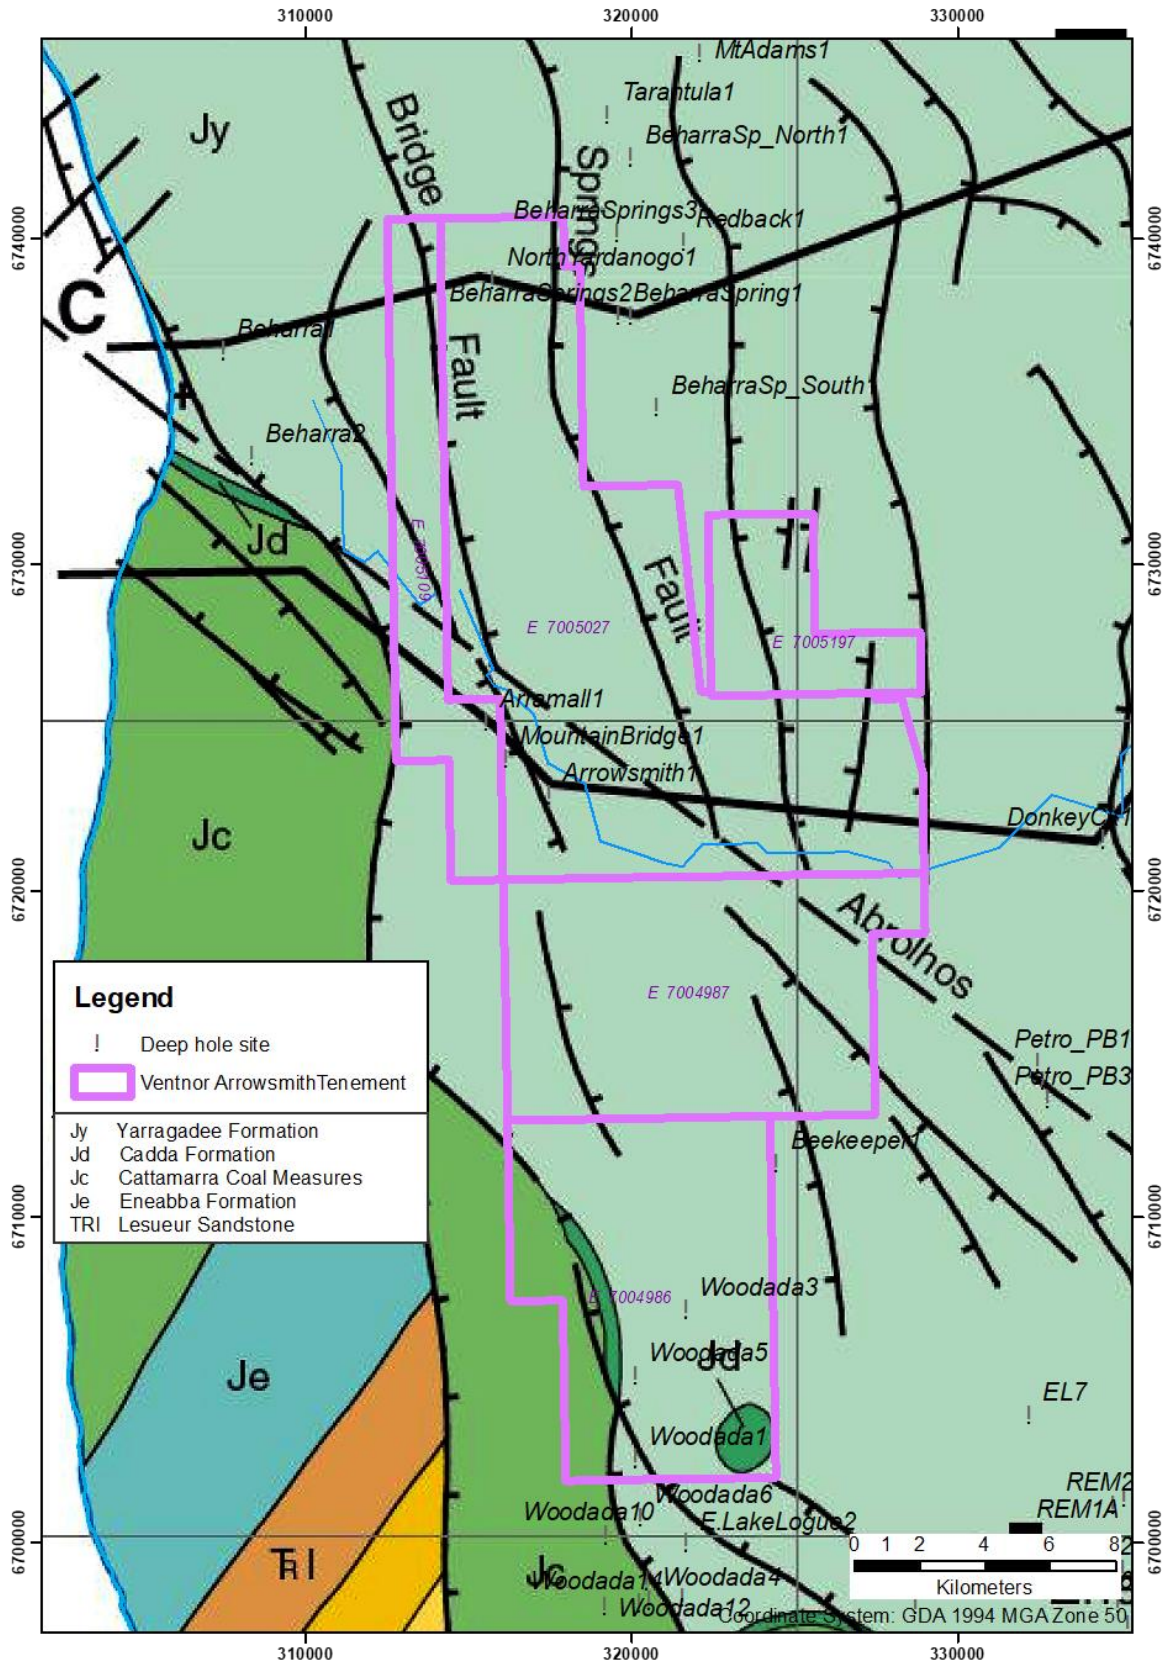 310000 320000 330000
MtAdams1
Tarantula1
BeharraSp_North1
Jy
Bridge
Springs
BeharraSprings3
Redback1
6740000
6740000
NorthYardanogo1
BeharraSprings2
BeharraSpring1
C
Beharra1
Fault
BeharraSp_South1
Beharra2
Jd
6730000
6730000
E 7005109
Fault
E 7005027
E 7005197
Arramall1
MountainBridge1
Arrowsmith1
Jc
6720000
6720000
Abrolhos
E 7004987
Legend
Deep hole site
Ventnor ArrowsmithTenement
Jy Yarragadee Formation
Jd Cadda Formation
Jc Cattamarra Coal Measures
Je Eneabba Formation
TRI Lesueur Sandstone
Petro_PB1
Petro_PB3
Beekeeper1
6710000
6710000
Woodada3
E 7004986
Woodada5
Jd
Je
EL7
Woodada1
REM2
REM1A
Woodada6
Woodada10
E.LakeLogue2
6700000
6700000
0 1 2 4 6 8
Kilometers
Jc
Woodada14
Woodada4
Woodada12
Coordinate System: GDA 1994 MGA Zone 50
310000 320000 330000